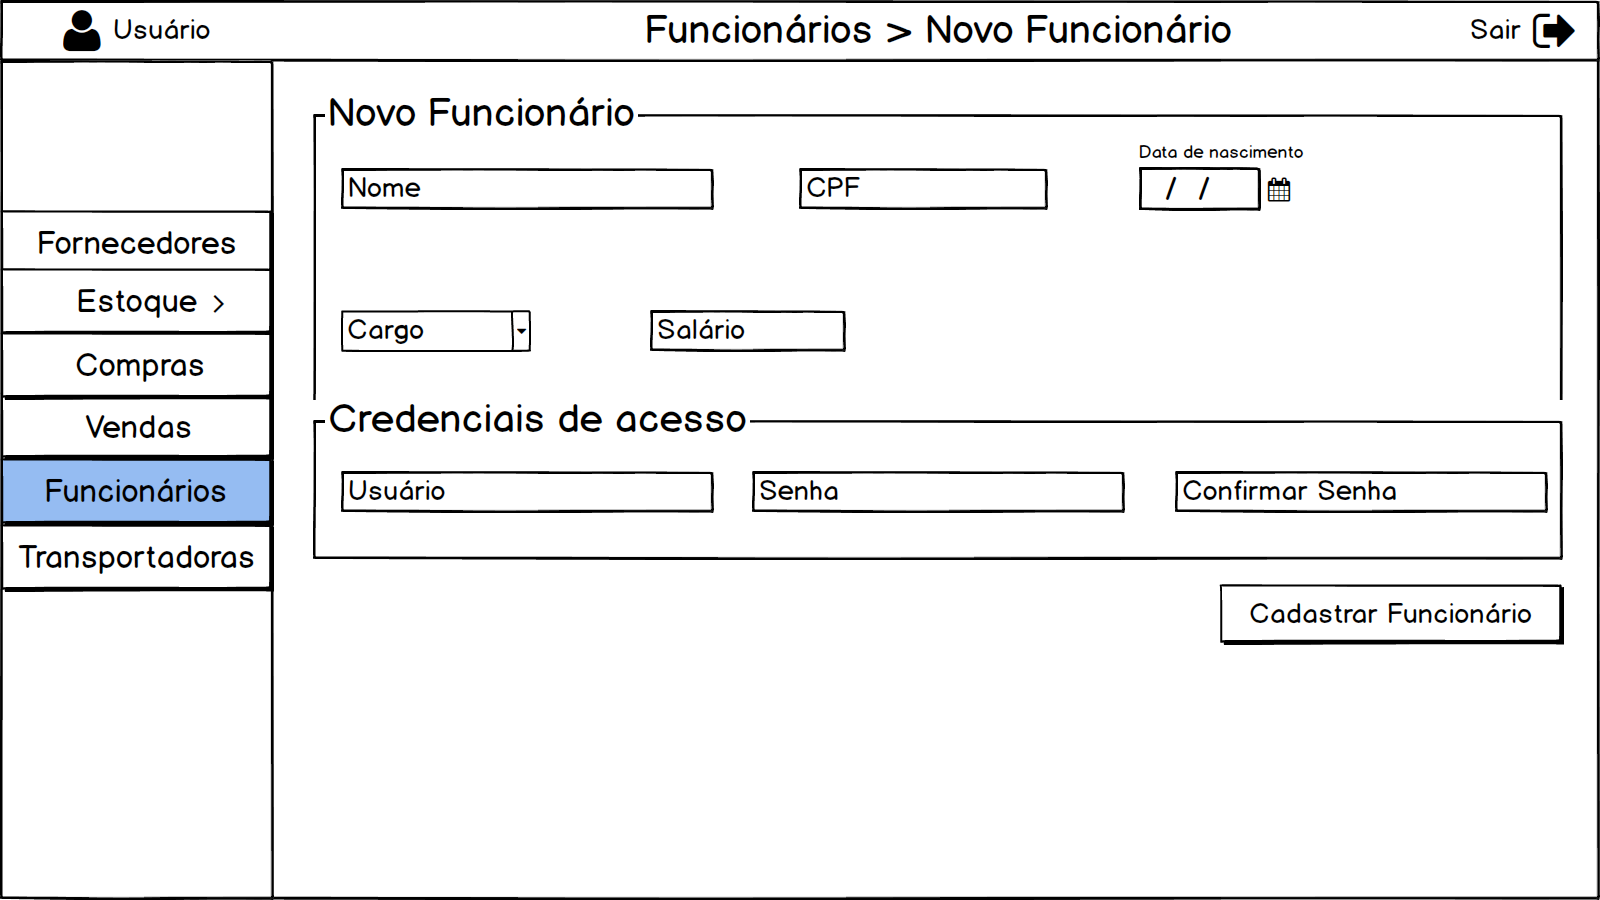 Usuário
Funcionários > Novo Funcionário
Sair
Fornecedores
Estoque >
Compras
Vendas
Funcionários
Transportadoras
Novo Funcionário
Data de nascimento
Nome
CPF
/ /
Cargo
Salário
Credenciais de acesso
Usuário
Senha
Confirmar Senha
Cadastrar Funcionário